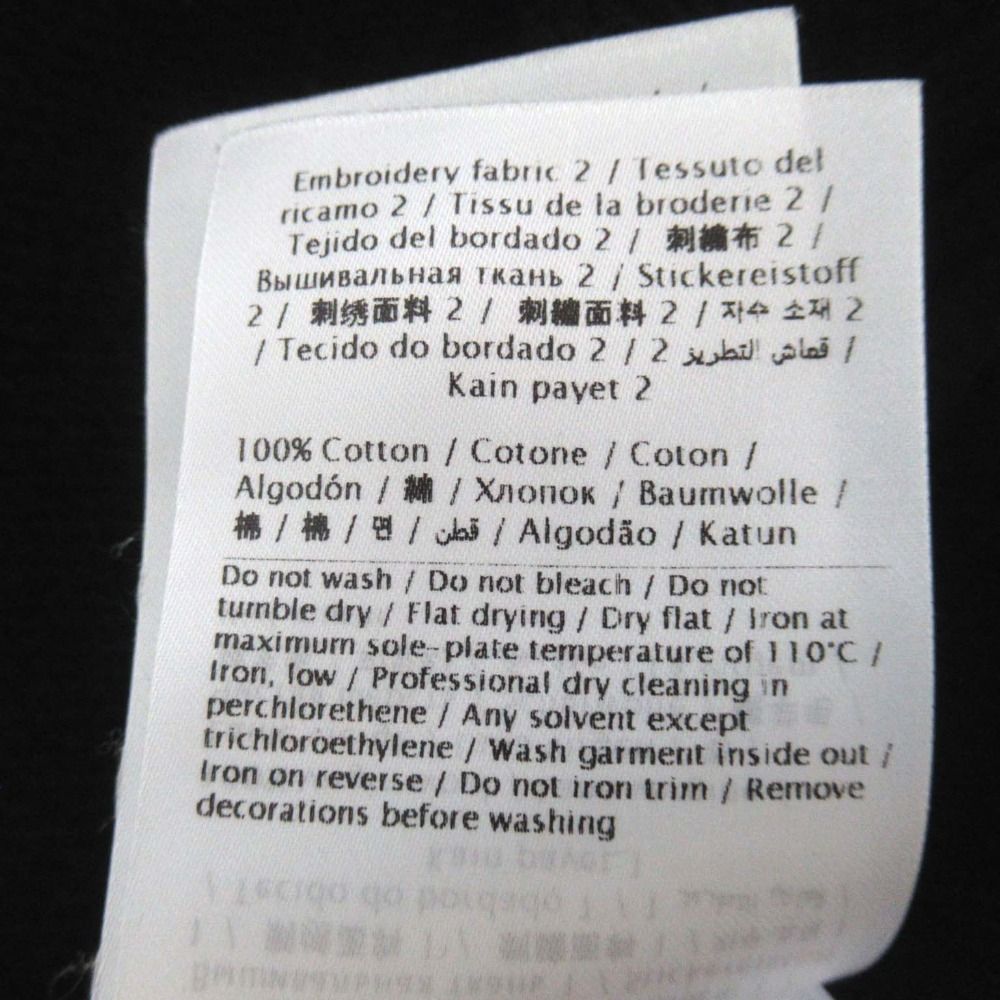 Embroidery fabric 2 / Tessuto del
ricamo 2 / Tissu de la broderie 2 /
Tejido del bordado 2 / 刺繍布 2 /
Вышивальная ткань 2 / Stickereistoff
2 / 刺绣面料 2 / 刺繡面料 2 / 자수 소재 2
/ Tecido do bordado 2 / 2 قماش التطريز /
Kain payet 2
100% Cotton / Cotone / Coton /
Algodón / 綿 / Хлопок / Baumwolle /
棉 / 棉 / 면 / قطن / Algodão / Katun
Do not wash / Do not bleach / Do not
tumble dry / Flat drying / Dry flat / Iron at
maximum sole-plate temperature of 110°C /
Iron, low / Professional dry cleaning in
perchlorethene / Any solvent except
trichloroethylene / Wash garment inside out /
Iron on reverse / Do not iron trim / Remove
decorations before washing